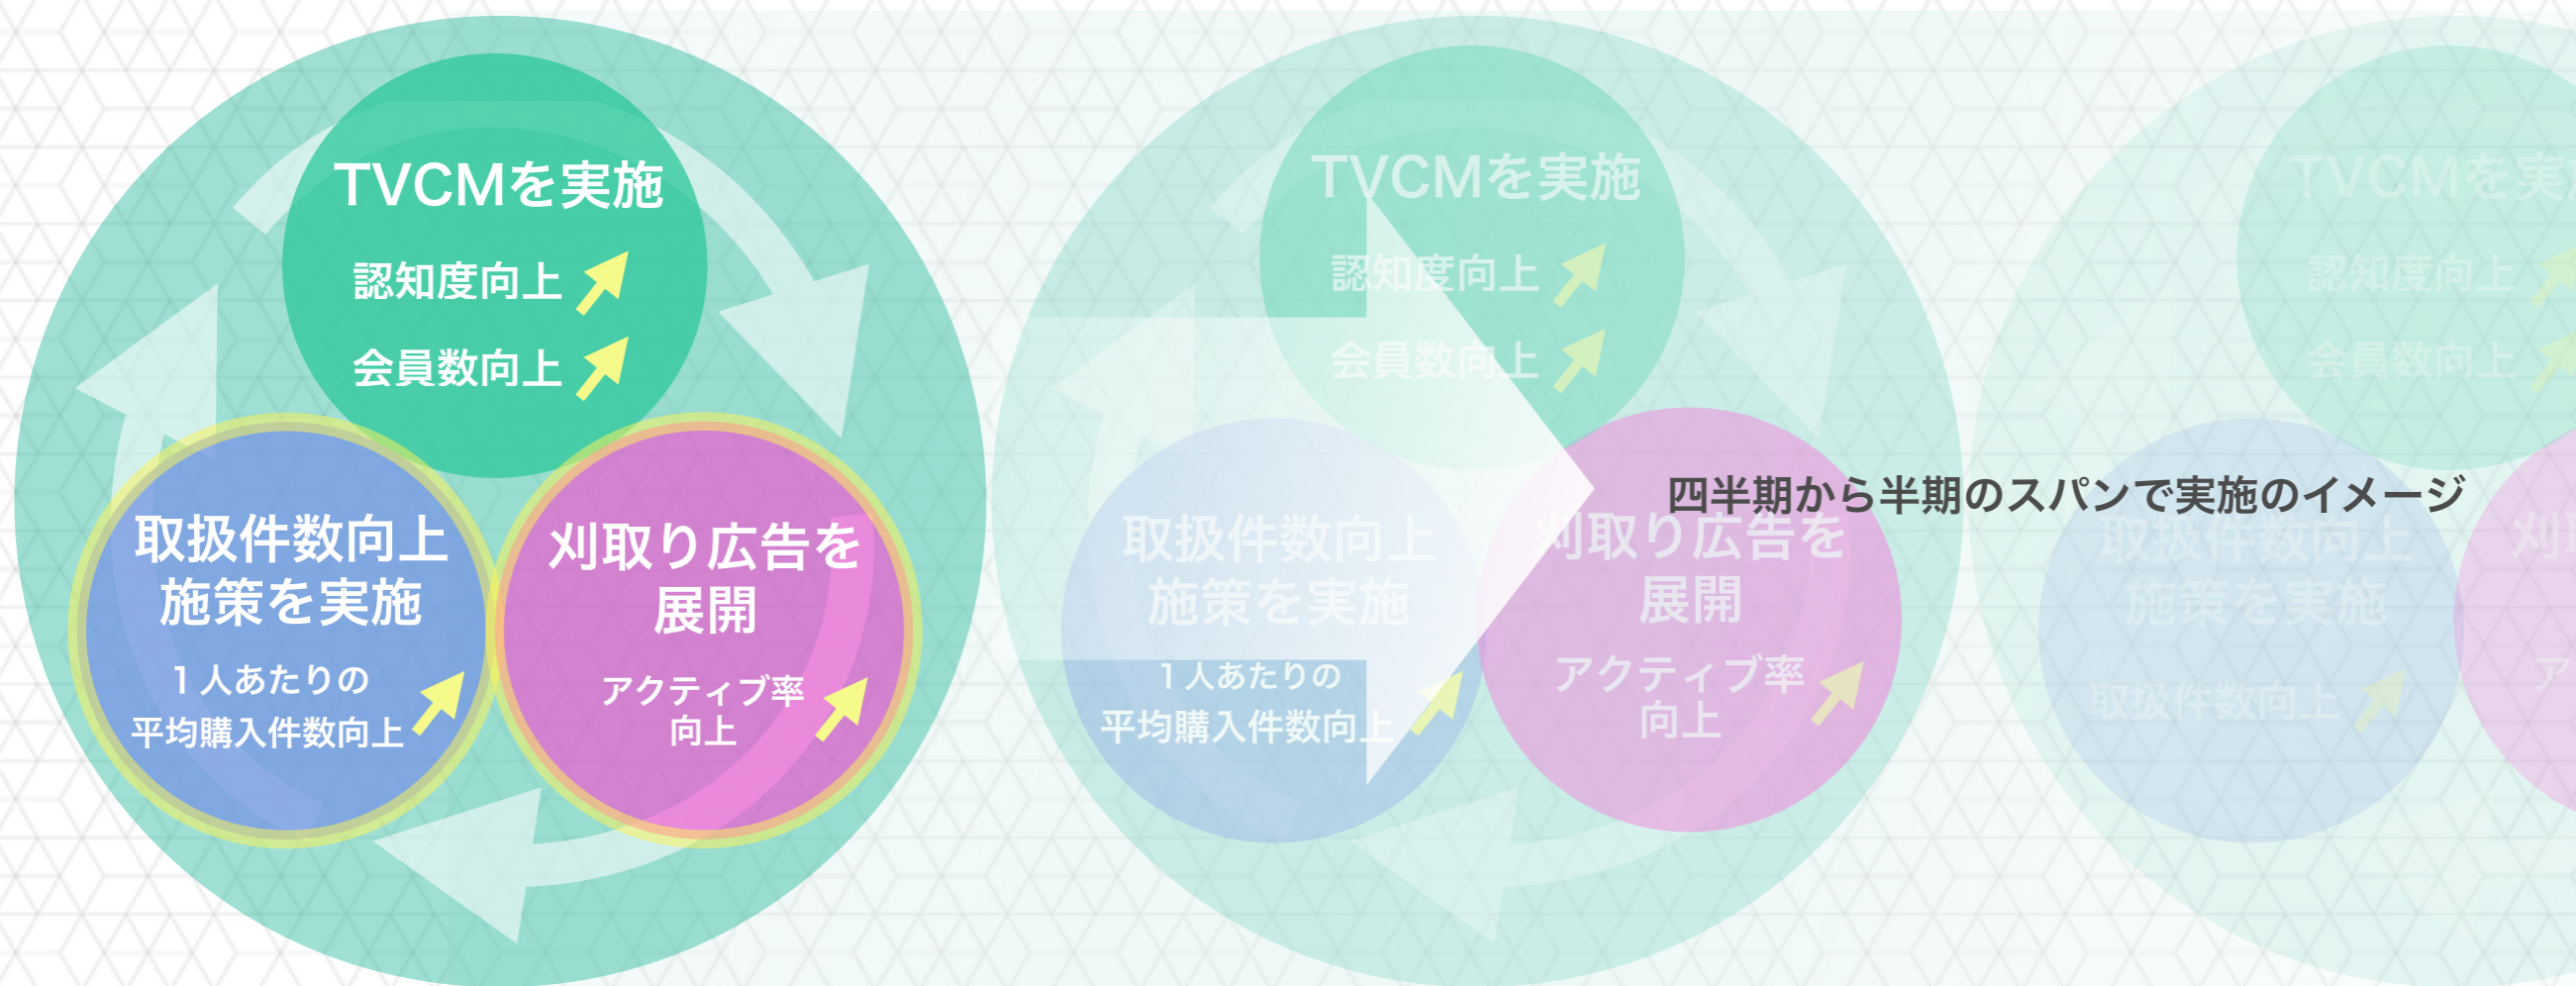 TVCMを実施
認知度向上
会員数向上
取扱件数向上
施策を実施
１人あたりの
平均購入件数向上
刈取り広告を
展開
アクティブ率
向上
TVCMを実施
認知度向上
会員数向上
取扱件数向上
施策を実施
１人あたりの
平均購入件数向上
刈取り広告を
展開
アクティブ率
向上
四半期から半期のスパンで実施のイメージ
TVCMを実
認知度向上
会員数向上
取扱件数向上
施策を実施
取扱件数向上
刈
ア